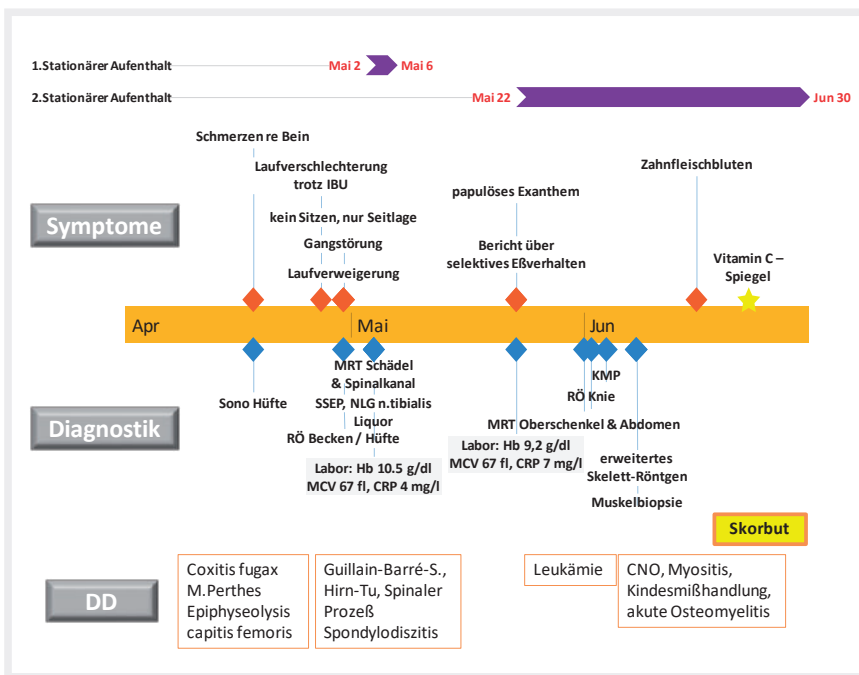 1.Stationärer Aufenthalt
Mai 2
Mai 6
2.Stationärer Aufenthalt
Mai 22
Jun 30
Symptome
Schmerzen re Bein
Laufverschlechterung
trotz IBU
kein Sitzen, nur Seitlage
Gangstörung
Laufverweigerung
papulöses Exanthem
Bericht über
selektives Eßverhalten
Zahnfleischbluten
Vitamin C –
Spiegel
Apr
Mai
Jun
Diagnostik
Sono Hüfte
MRT Schädel
& Spinalkanal
SSEP, NLG n.tibialis
Liquor
RÖ Becken / Hüfte
Labor: Hb 10.5 g/dl
MCV 67 fl, CRP 4 mg/l
KMP
RÖ Knie
MRT Oberschenkel & Abdomen
Labor: Hb 9,2 g/dl
MCV 67 fl, CRP 7 mg/l
erweitertes
Skelett-Röntgen
Muskelbiopsie
Skorbut
DD
Coxitis fugax
M.Perthes
Epiphyseolysis
capitis femoris
Guillain-Barré-S.,
Hirn-Tu, Spinaler
Prozeß
Spondylodiszitis
Leukämie
CNO, Myositis,
Kindesmißhandlung,
akute Osteomyelitis